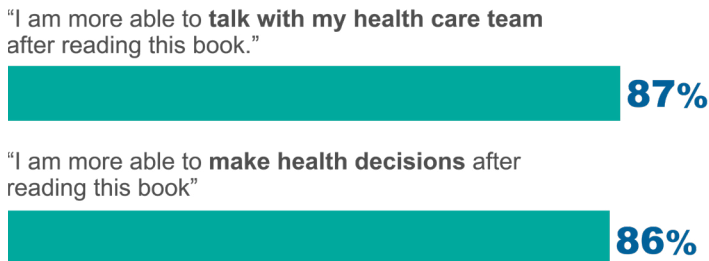 “I am more able to talk with my health care team
after reading this book.”
87%
“I am more able to make health decisions after
reading this book”
86%